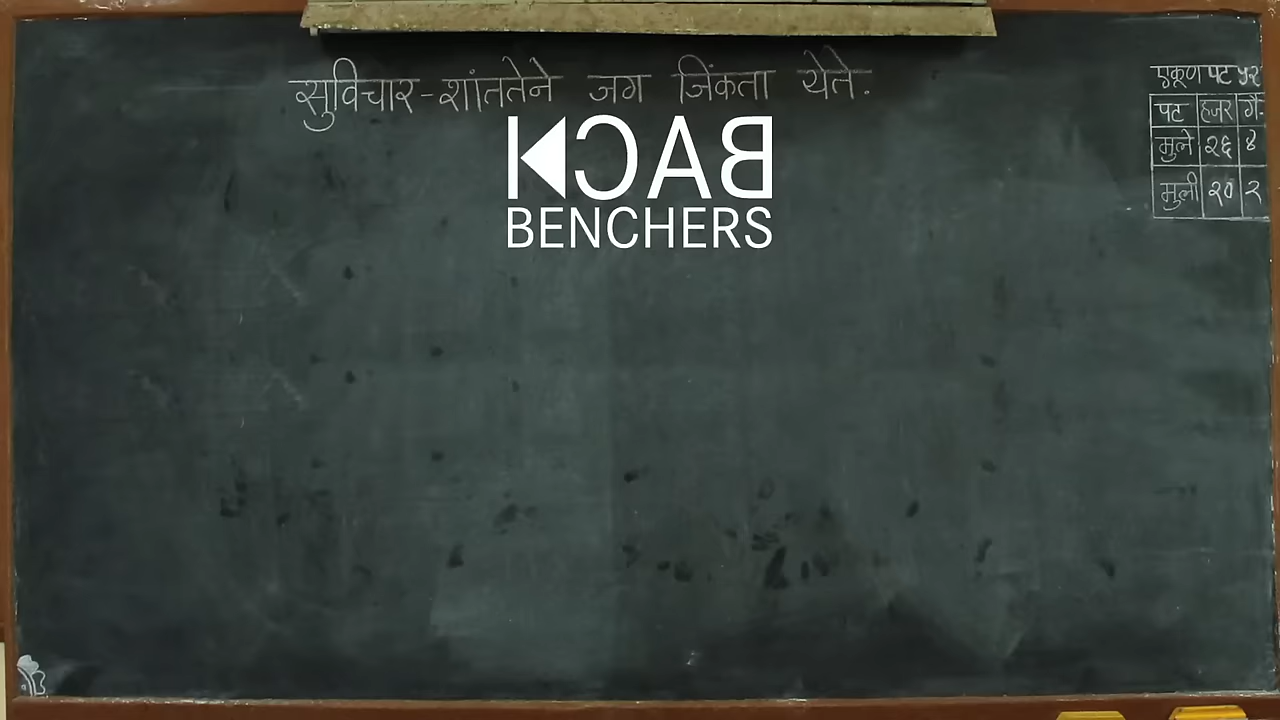 सुविचार-शांततेने जग जिंकता येते.
BACK
BENCHERS
एकूण पट ५२
पट हजर गै-
मुले २६ ४
मुली २० २